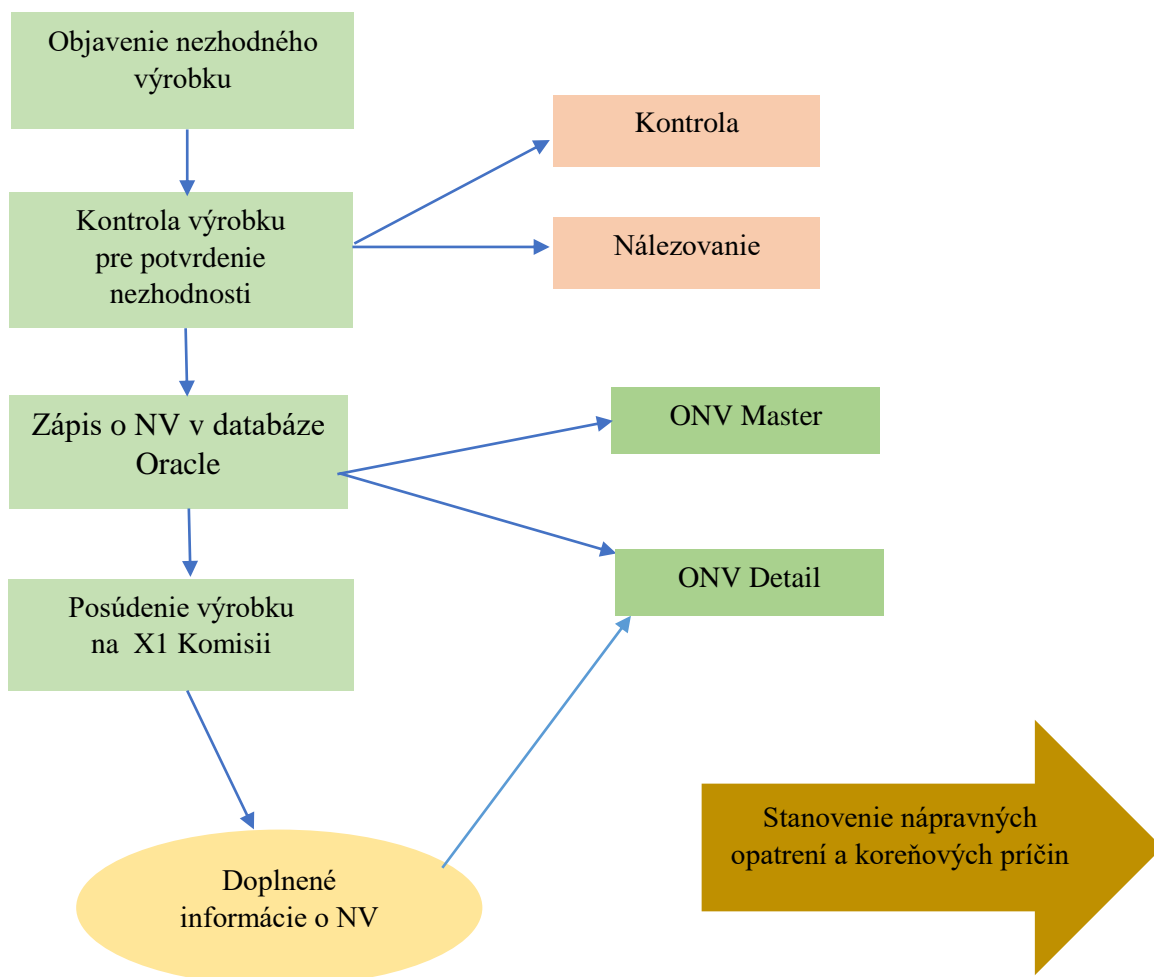 Objavenie nezhodného
výrobku
Kontrola
Kontrola výrobku
pre potvrdenie
nezhodnosti
Nálezovanie
Zápis o NV v databáze
Oracle
ONV Master
ONV Detail
Posúdenie výrobku
na  X1 Komisii
Stanovenie nápravných
opatrení a koreňových príčin
Doplnené
informácie o NV